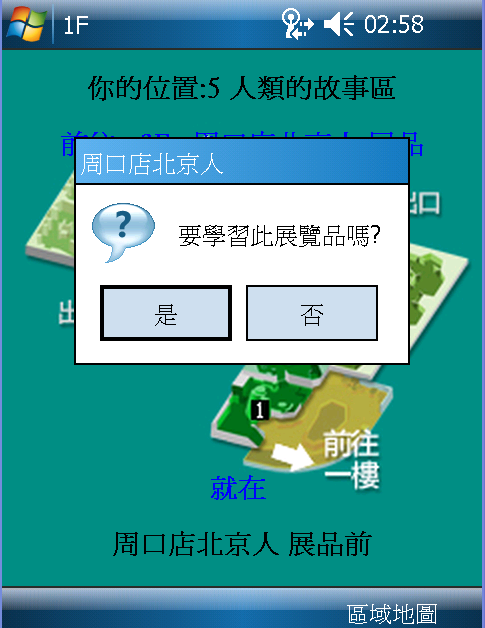 1F
02:58
你的位置:5 人類的故事區
周口店北京人
要學習此展覽品嗎?
是
否
出口
1
前往
一樓
就在
周口店北京人 展品前
區域地圖